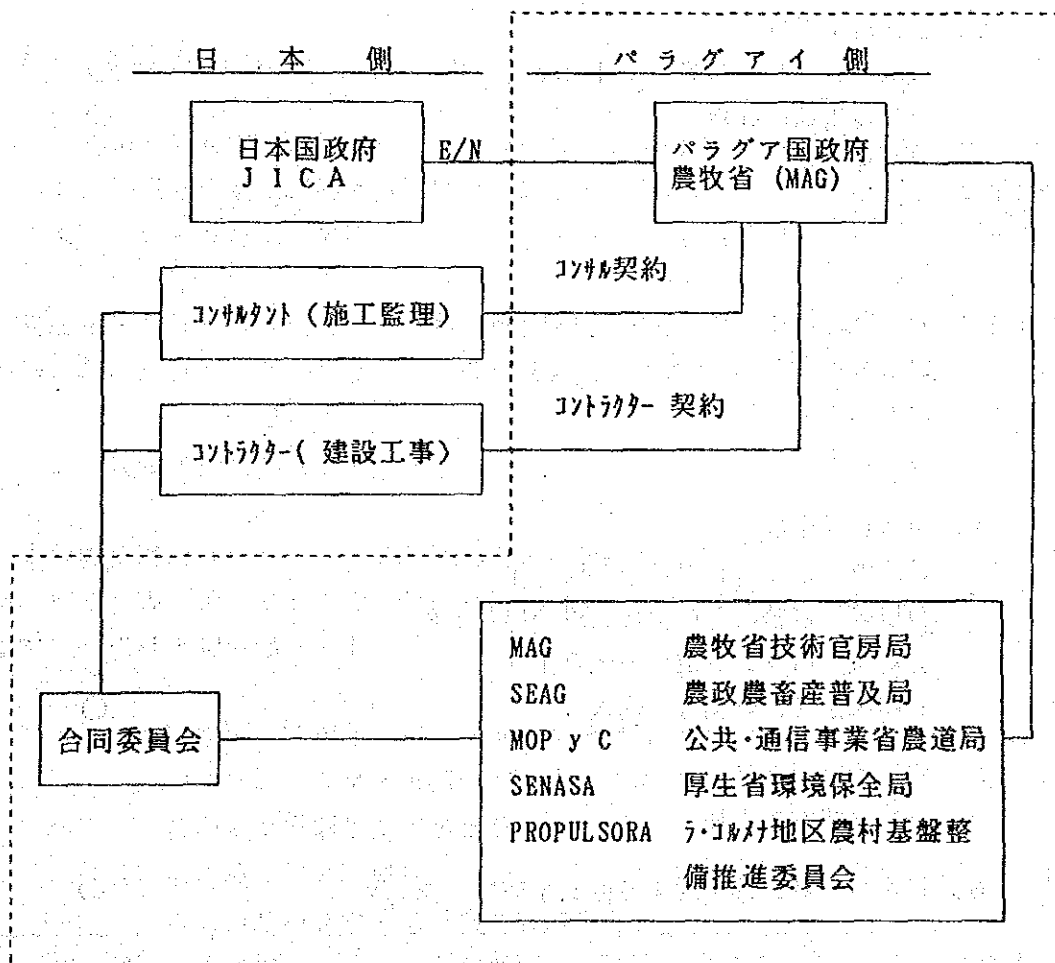 日本側
パラグアイ側
日本国政府
JICA
E/N
パラグア国政府
農牧省 (MAG)
コンサル契約
コンサルタント (施工監理)
コントラクター 契約
コントラクター( 建設工事)
合同委員会
MAG 農牧省技術官房局
SEAG 農政農畜産普及局
MOP y C 公共・通信事業省農道局
SENASA 厚生省環境保全局
PROPULSORA ラ・コルメナ地区農村基盤整
備推進委員会